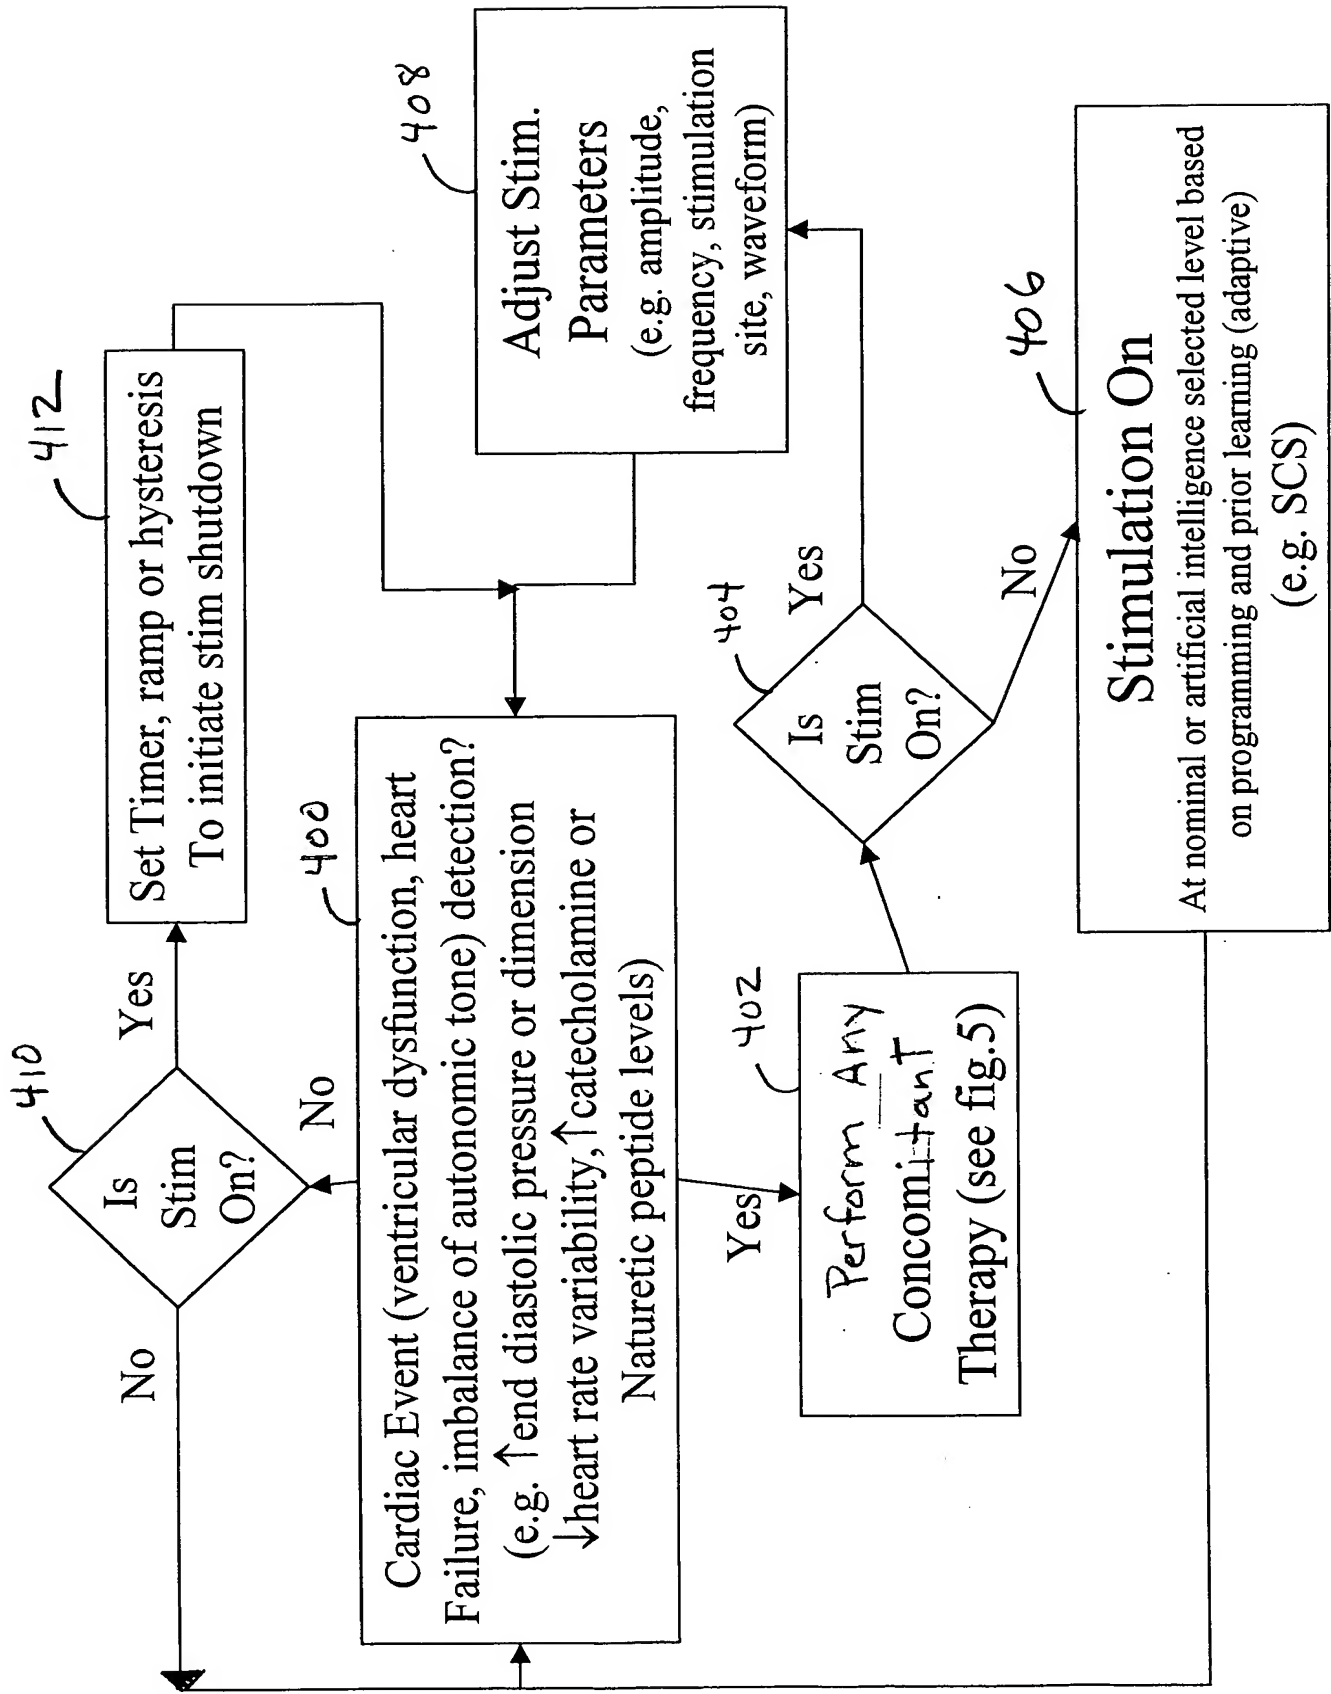 410
Is
Stim
On?
Yes
No
No
412
Set Timer, ramp or hysteresis
To initiate stim shutdown
400
Cardiac Event (ventricular dysfunction, heart
Failure, imbalance of autonomic tone) detection?
(e.g. ↑end diastolic pressure or dimension
↓heart rate variability,↑catecholamine or
Naturetic peptide levels)
Yes
408
Adjust Stim.
Parameters
(e.g. amplitude,
frequency, stimulation
site, waveform)
402
Perform Any
Concomitant
Therapy (see fig.5)
404
Is
Stim
On?
Yes
No
406
Stimulation On
At nominal or artificial intelligence selected level based
on programming and prior learning (adaptive)
(e.g. SCS)